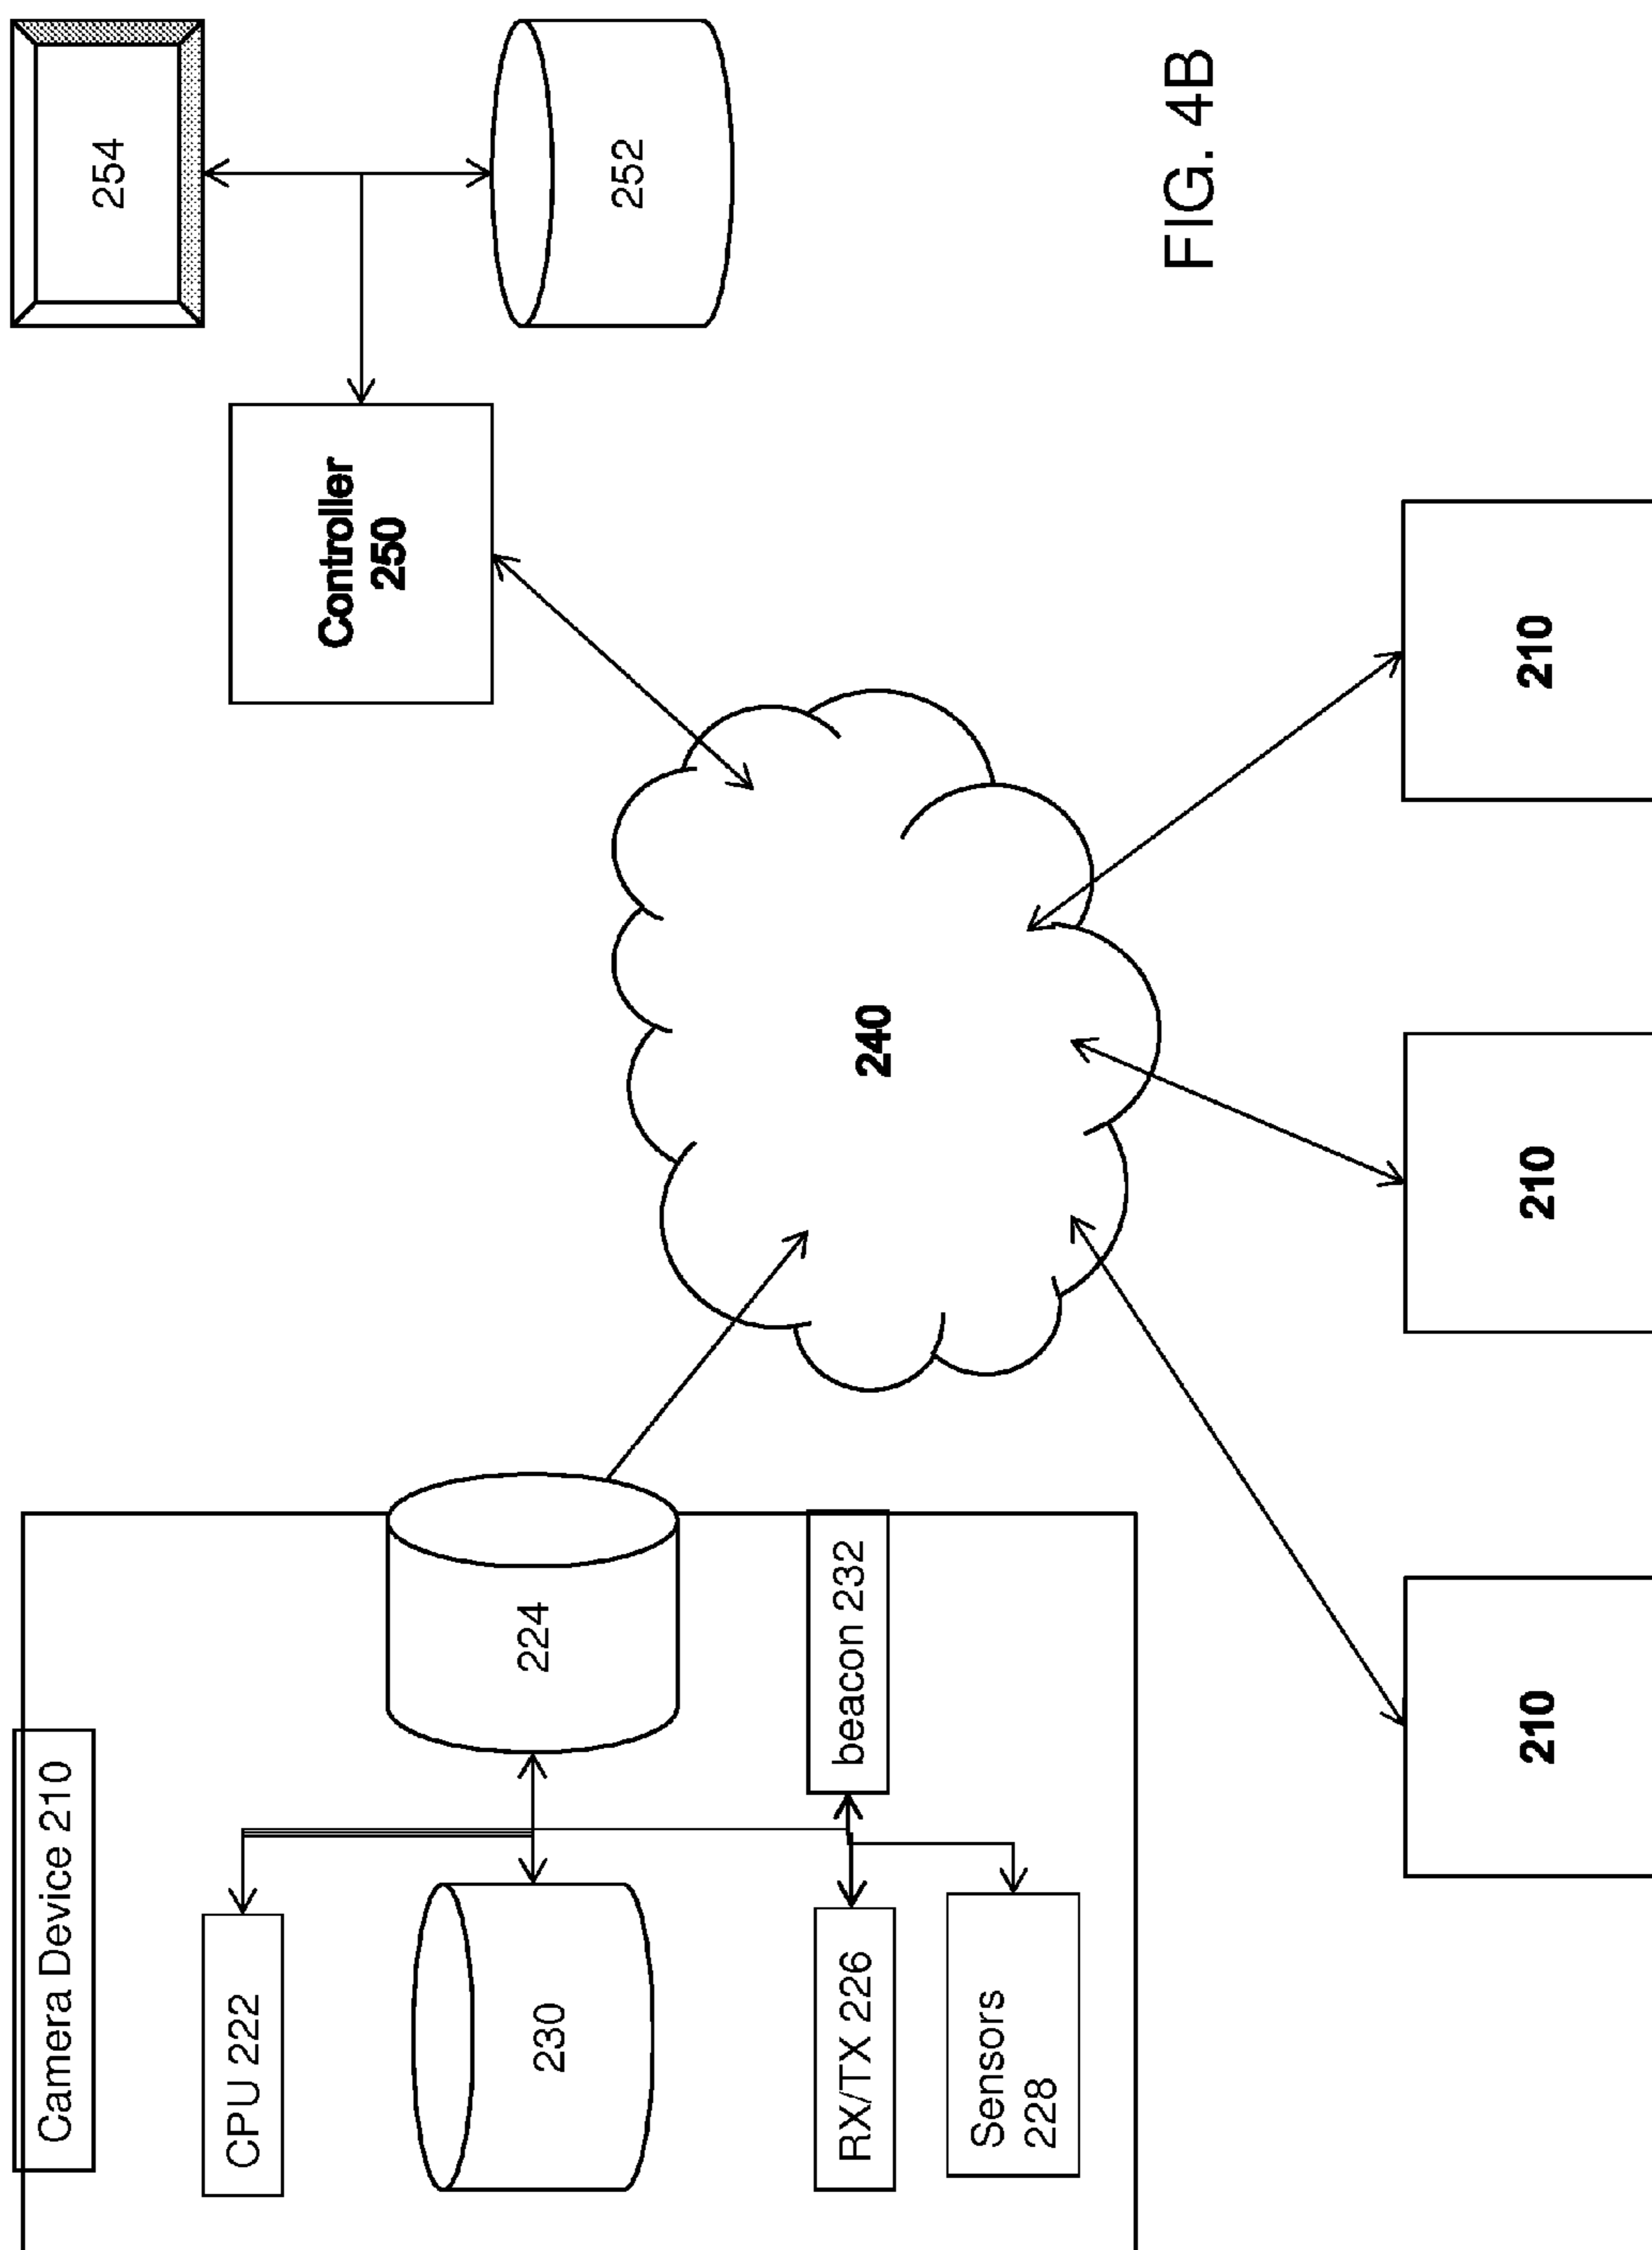 Camera Device 210
CPU 222
230
RX/TX 226
Sensors
228
224
beacon 232
240
Controller
250
254
252
210
210
210
FIG. 4B